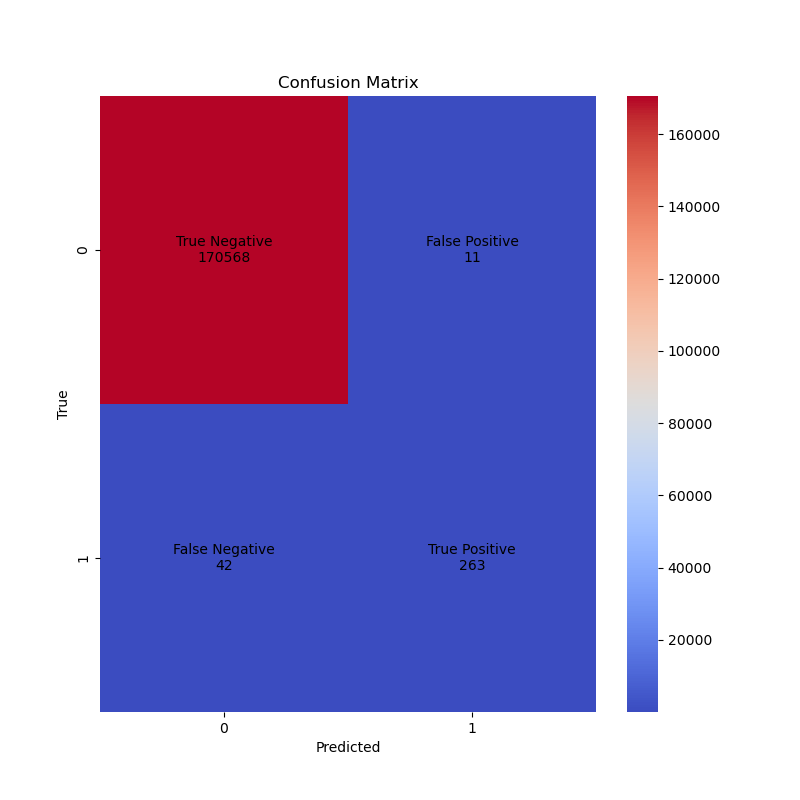 Confusion Matrix
True Negative
170568
False Positive
11
False Negative
42
True Positive
263
0
1
True
0
1
Predicted
160000
140000
120000
100000
80000
60000
40000
20000